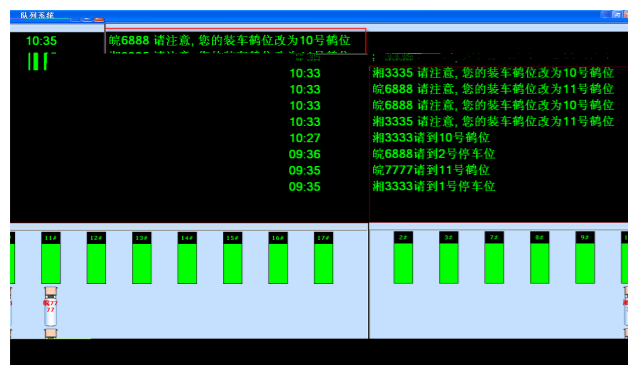 队列系统
10:35 皖6888 请注意, 您的装车鹤位改为10号鹤位
10:33 湘3335 请注意, 您的装车鹤位改为10号鹤位
10:33 皖6888 请注意, 您的装车鹤位改为11号鹤位
10:33 皖6888 请注意, 您的装车鹤位改为10号鹤位
10:33 湘3335 请注意, 您的装车鹤位改为11号鹤位
10:27 湘3333请到10号鹤位
09:36 皖6888请到2号停车位
09:35 皖7777请到11号鹤位
09:35 湘3333请到1号停车位
11# 12# 13# 14# 15# 16# 17# 2# 3# 7# 8# 9#
皖77
77